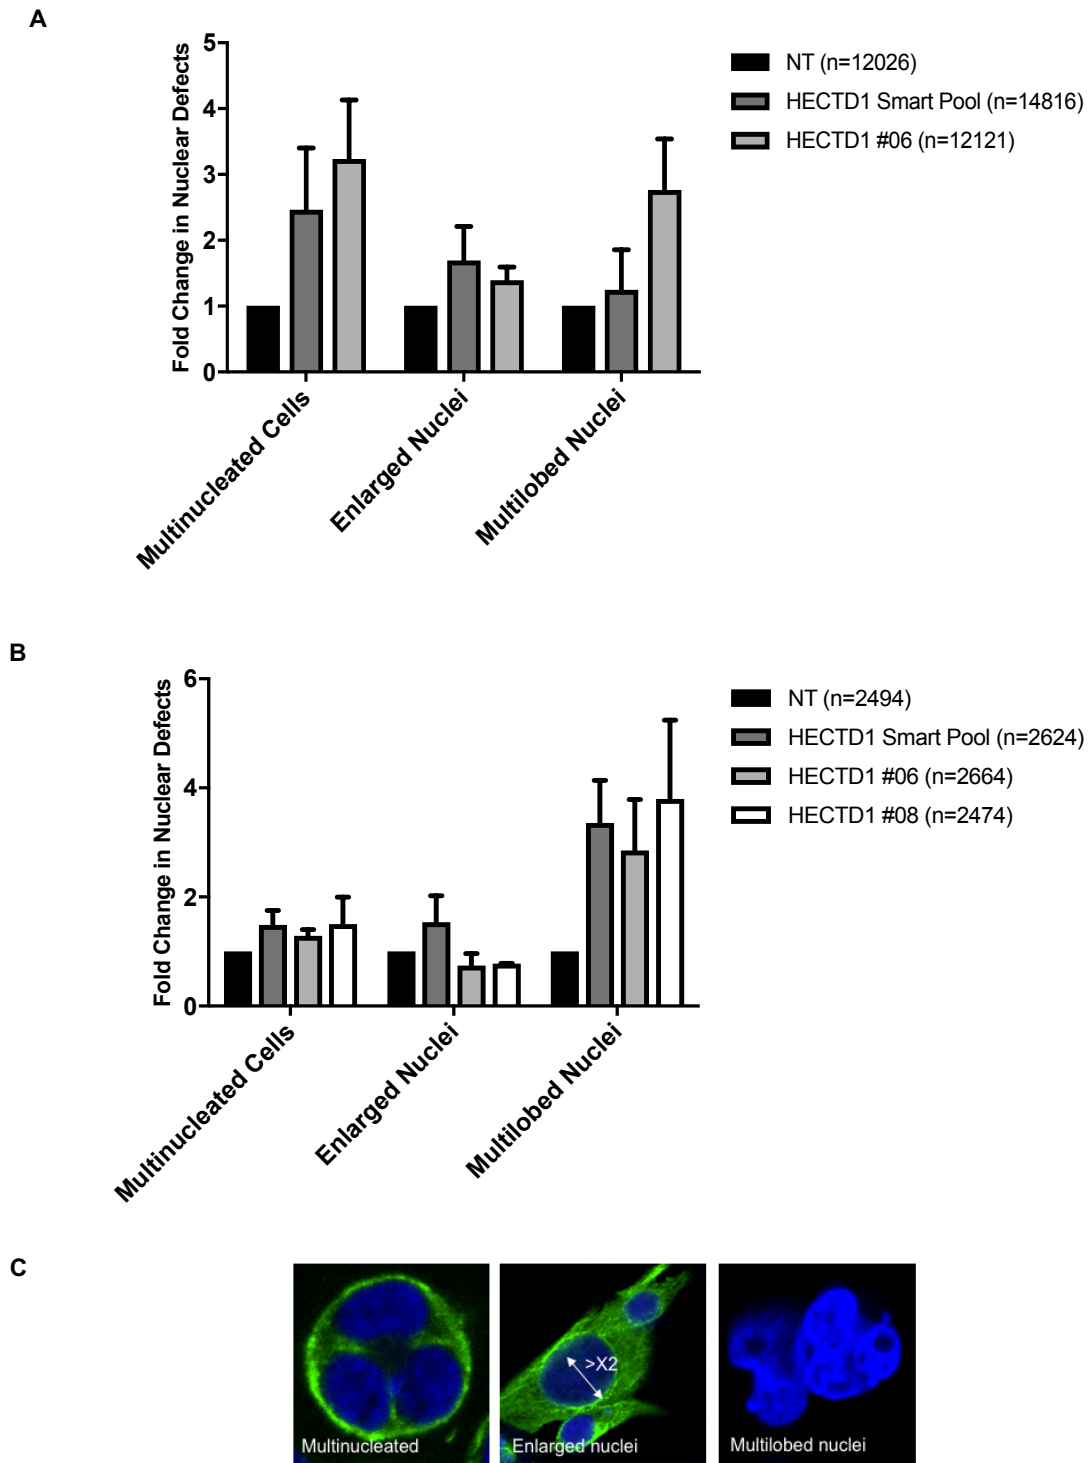 A
Fold Change in Nuclear Defects
5
4
3
2
1
0
Multinucleated Cells
Enlarged Nuclei
Multilobed Nuclei
NT (n=12026)
HECTD1 Smart Pool (n=14816)
HECTD1 #06 (n=12121)
B
Fold Change in Nuclear Defects
6
4
2
0
Multinucleated Cells
Enlarged Nuclei
Multilobed Nuclei
NT (n=2494)
HECTD1 Smart Pool (n=2624)
HECTD1 #06 (n=2664)
HECTD1 #08 (n=2474)
C
Multinucleated
>X2
Enlarged nuclei
Multilobed nuclei